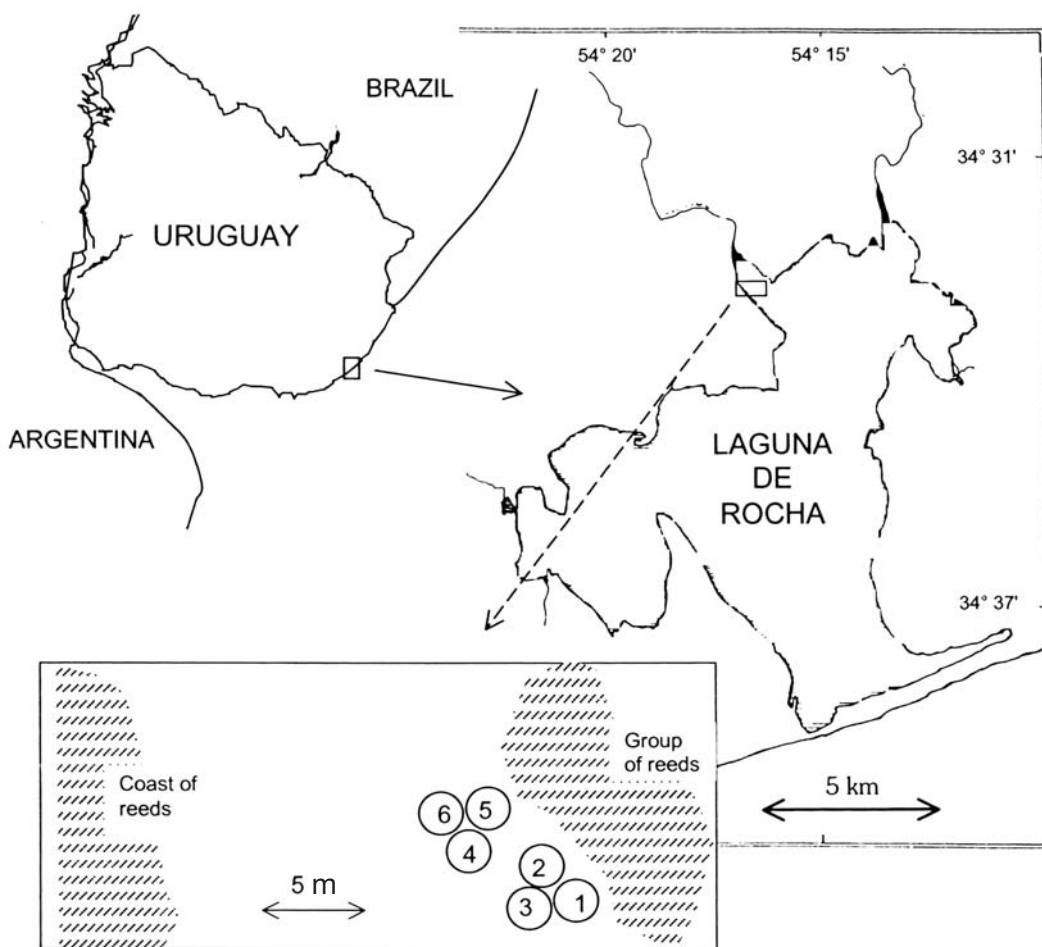 54° 20'
54° 15'
BRAZIL
34° 31'
URUGUAY
ARGENTINA
LAGUNA
DE
ROCHA
34° 37'
Group
of reeds
Coast of
reeds
5 km
6
5
4
2
5 m
3
1